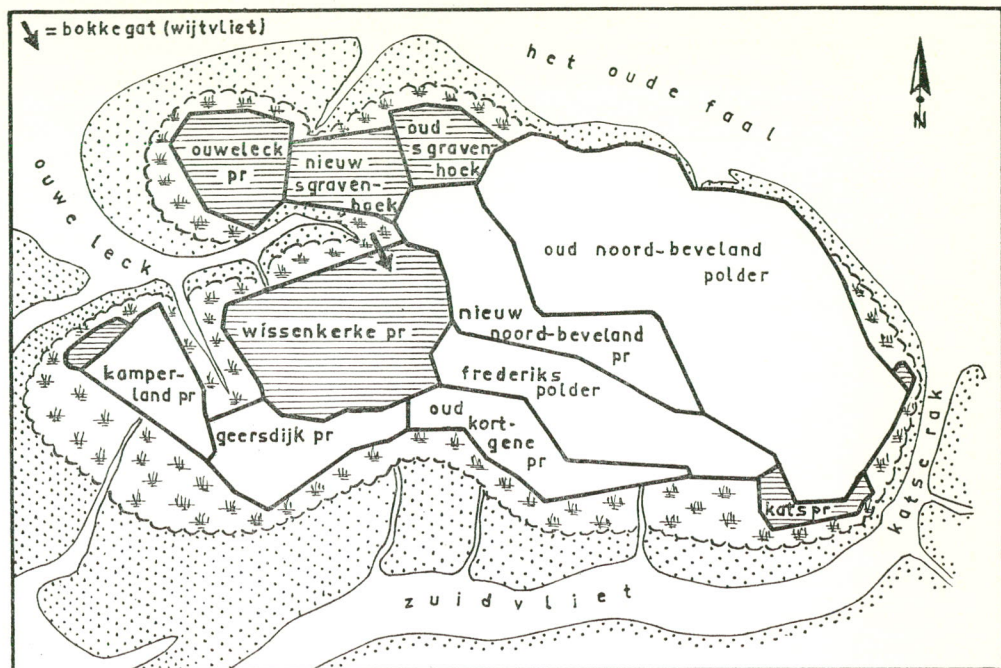 = bokkegat (wijtvliet)
het oude faal
N
ouweleck
pr
nieuw
sgraven-
hoek
oud
sgraven-
hoek
ouwe leck
oud noord-beveland
polder
wissenkerke pr
nieuw
noord-beveland
pr
frederiks
polder
kamper-
land pr
geersdijk pr
oud
kort-
gene
pr
kats pr
katse rak
zuidvliet